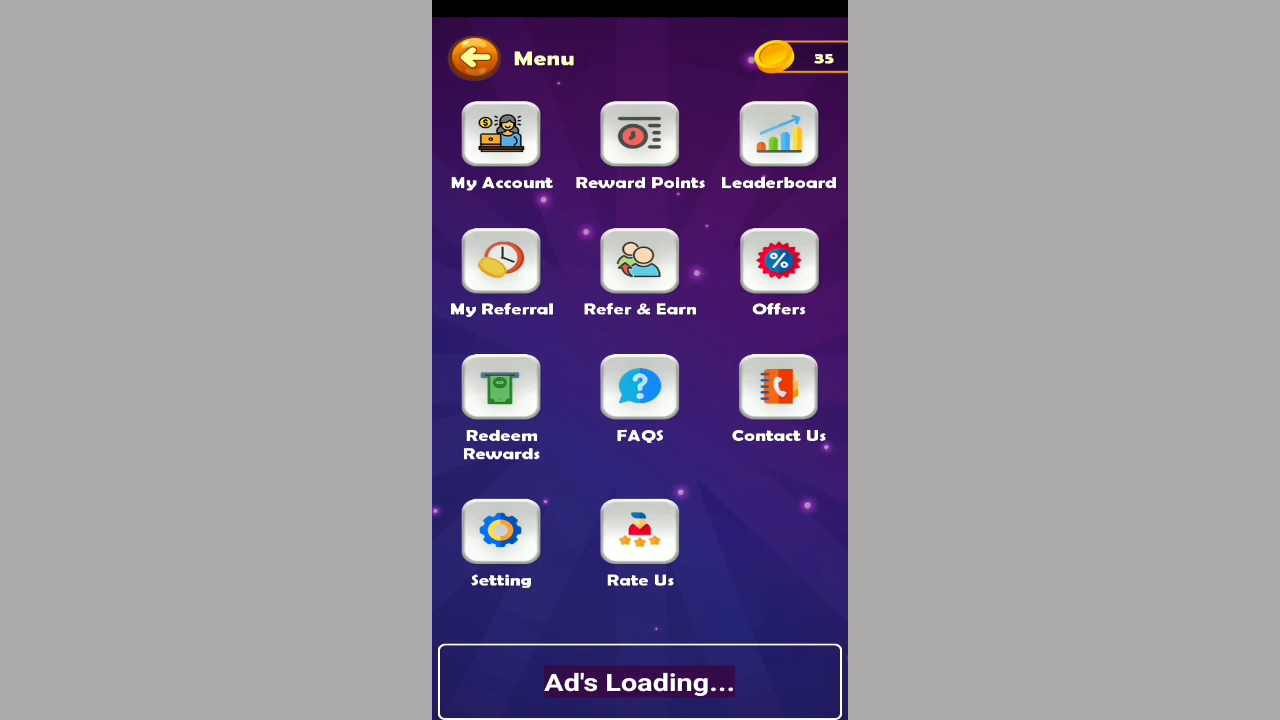 Menu
35
My Account
Reward Points
Leaderboard
My Referral
Refer & Earn
Offers
Redeem
Rewards
FAQS
Contact Us
Setting
Rate Us
Ad's Loading...